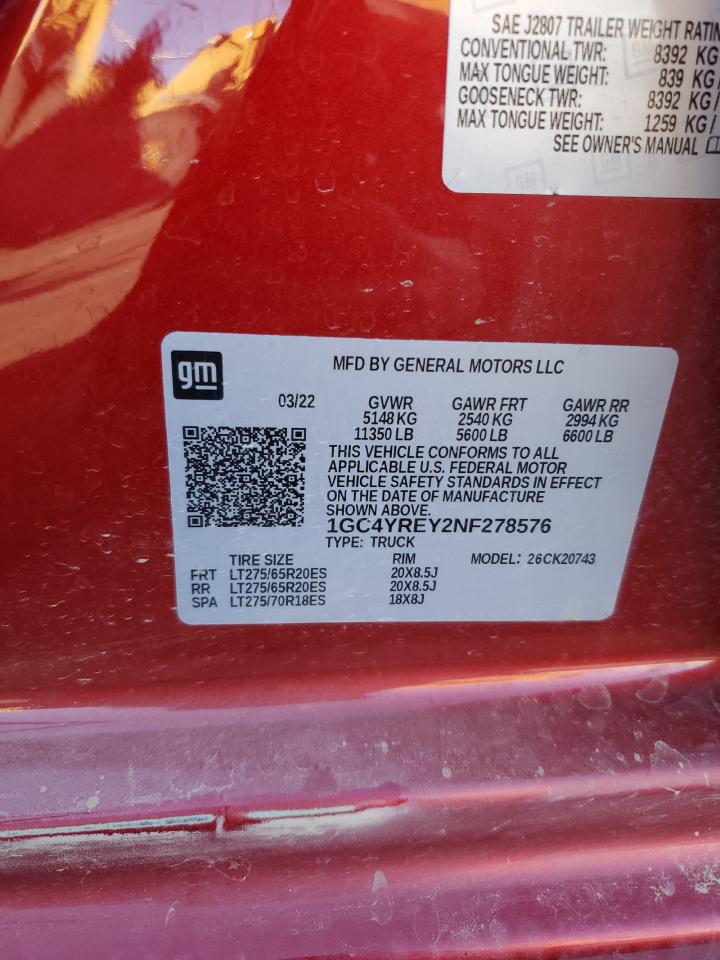 SAE J2807 TRAILER WEIGHT RATIN
CONVENTIONAL TWR: 8392 KG
MAX TONGUE WEIGHT: 839 KG/
GOOSENECK TWR: 8392 KG/
MAX TONGUE WEIGHT: 1259 KG/
SEE OWNER'S MANUAL
GM
gm
MFD BY GENERAL MOTORS LLC
03/22 GVWR GAWR FRT GAWR RR
5148 KG 2540 KG 2994 KG
11350 LB 5600 LB 6600 LB
THIS VEHICLE CONFORMS TO ALL
APPLICABLE U.S. FEDERAL MOTOR
VEHICLE SAFETY STANDARDS IN EFFECT
ON THE DATE OF MANUFACTURE
SHOWN ABOVE.
1GC4YREY2NF278576
TYPE: TRUCK
TIRE SIZE RIM MODEL: 26CK20743
FRT LT275/65R20ES 20X8.5J
RR LT275/65R20ES 20X8.5J
SPA LT275/70R18ES 18X8J